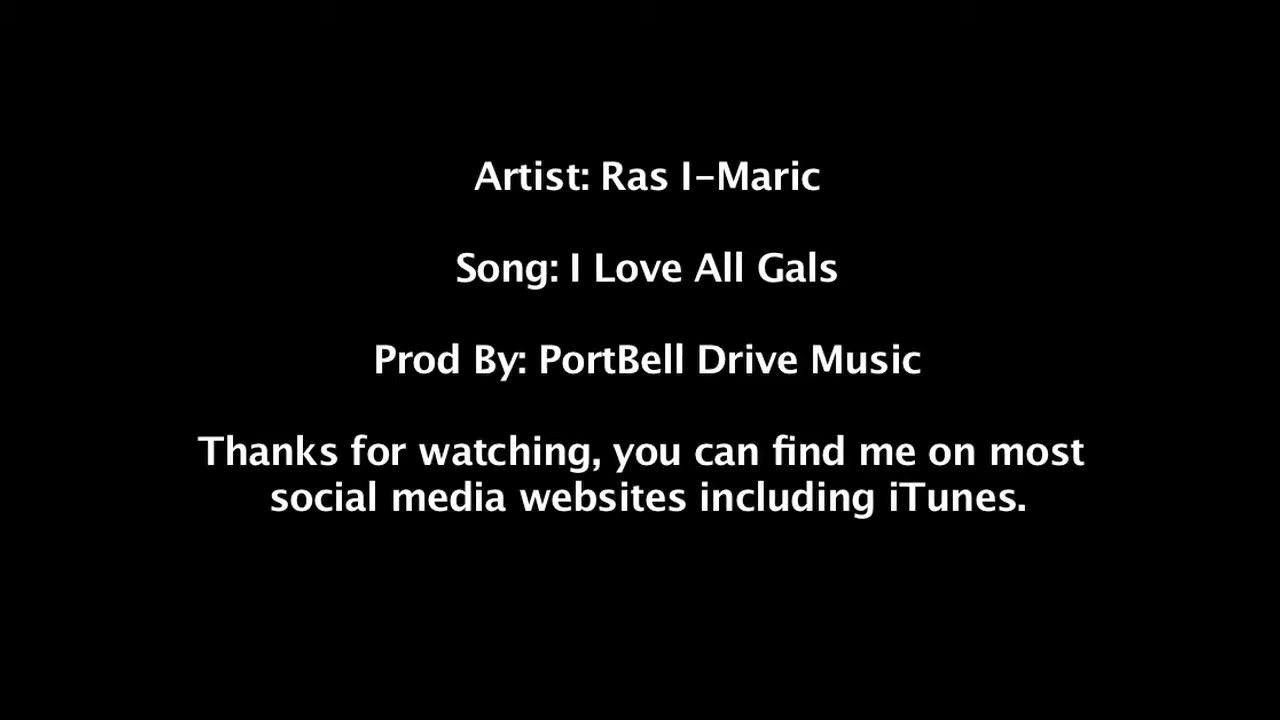 Artist: Ras I-Maric
Song: I Love All Gals
Prod By: PortBell Drive Music
Thanks for watching, you can find me on most
social media websites including iTunes.